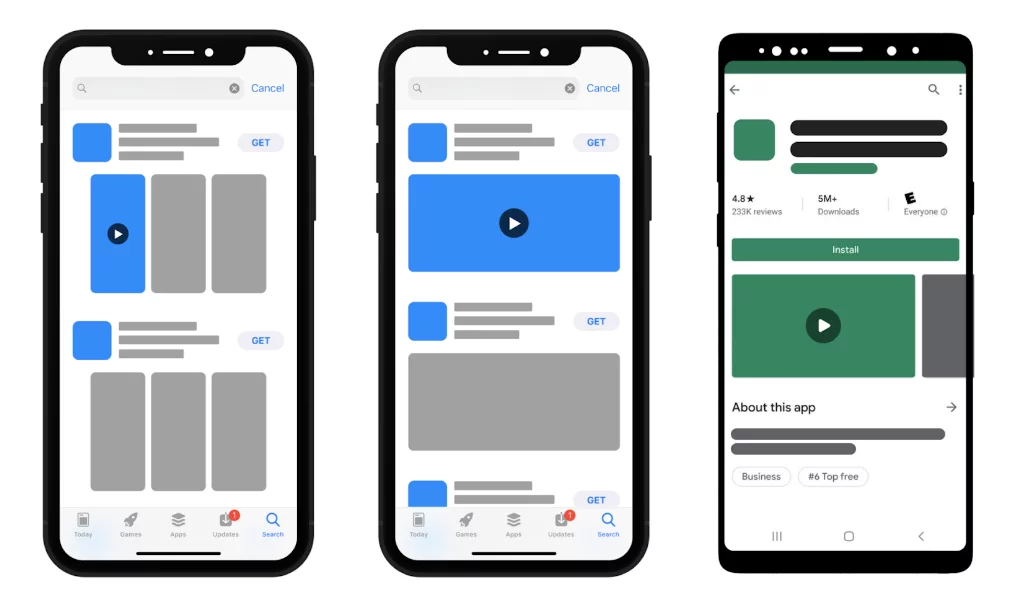 Cancel
GET
GET
Today
Games
Apps
1
Updates
Search
Cancel
GET
GET
GET
Today
Games
Apps
1
Updates
Search
4.8★
233K reviews
5M+
Downloads
E
Everyone
Install
About this app
Business
#6 Top free